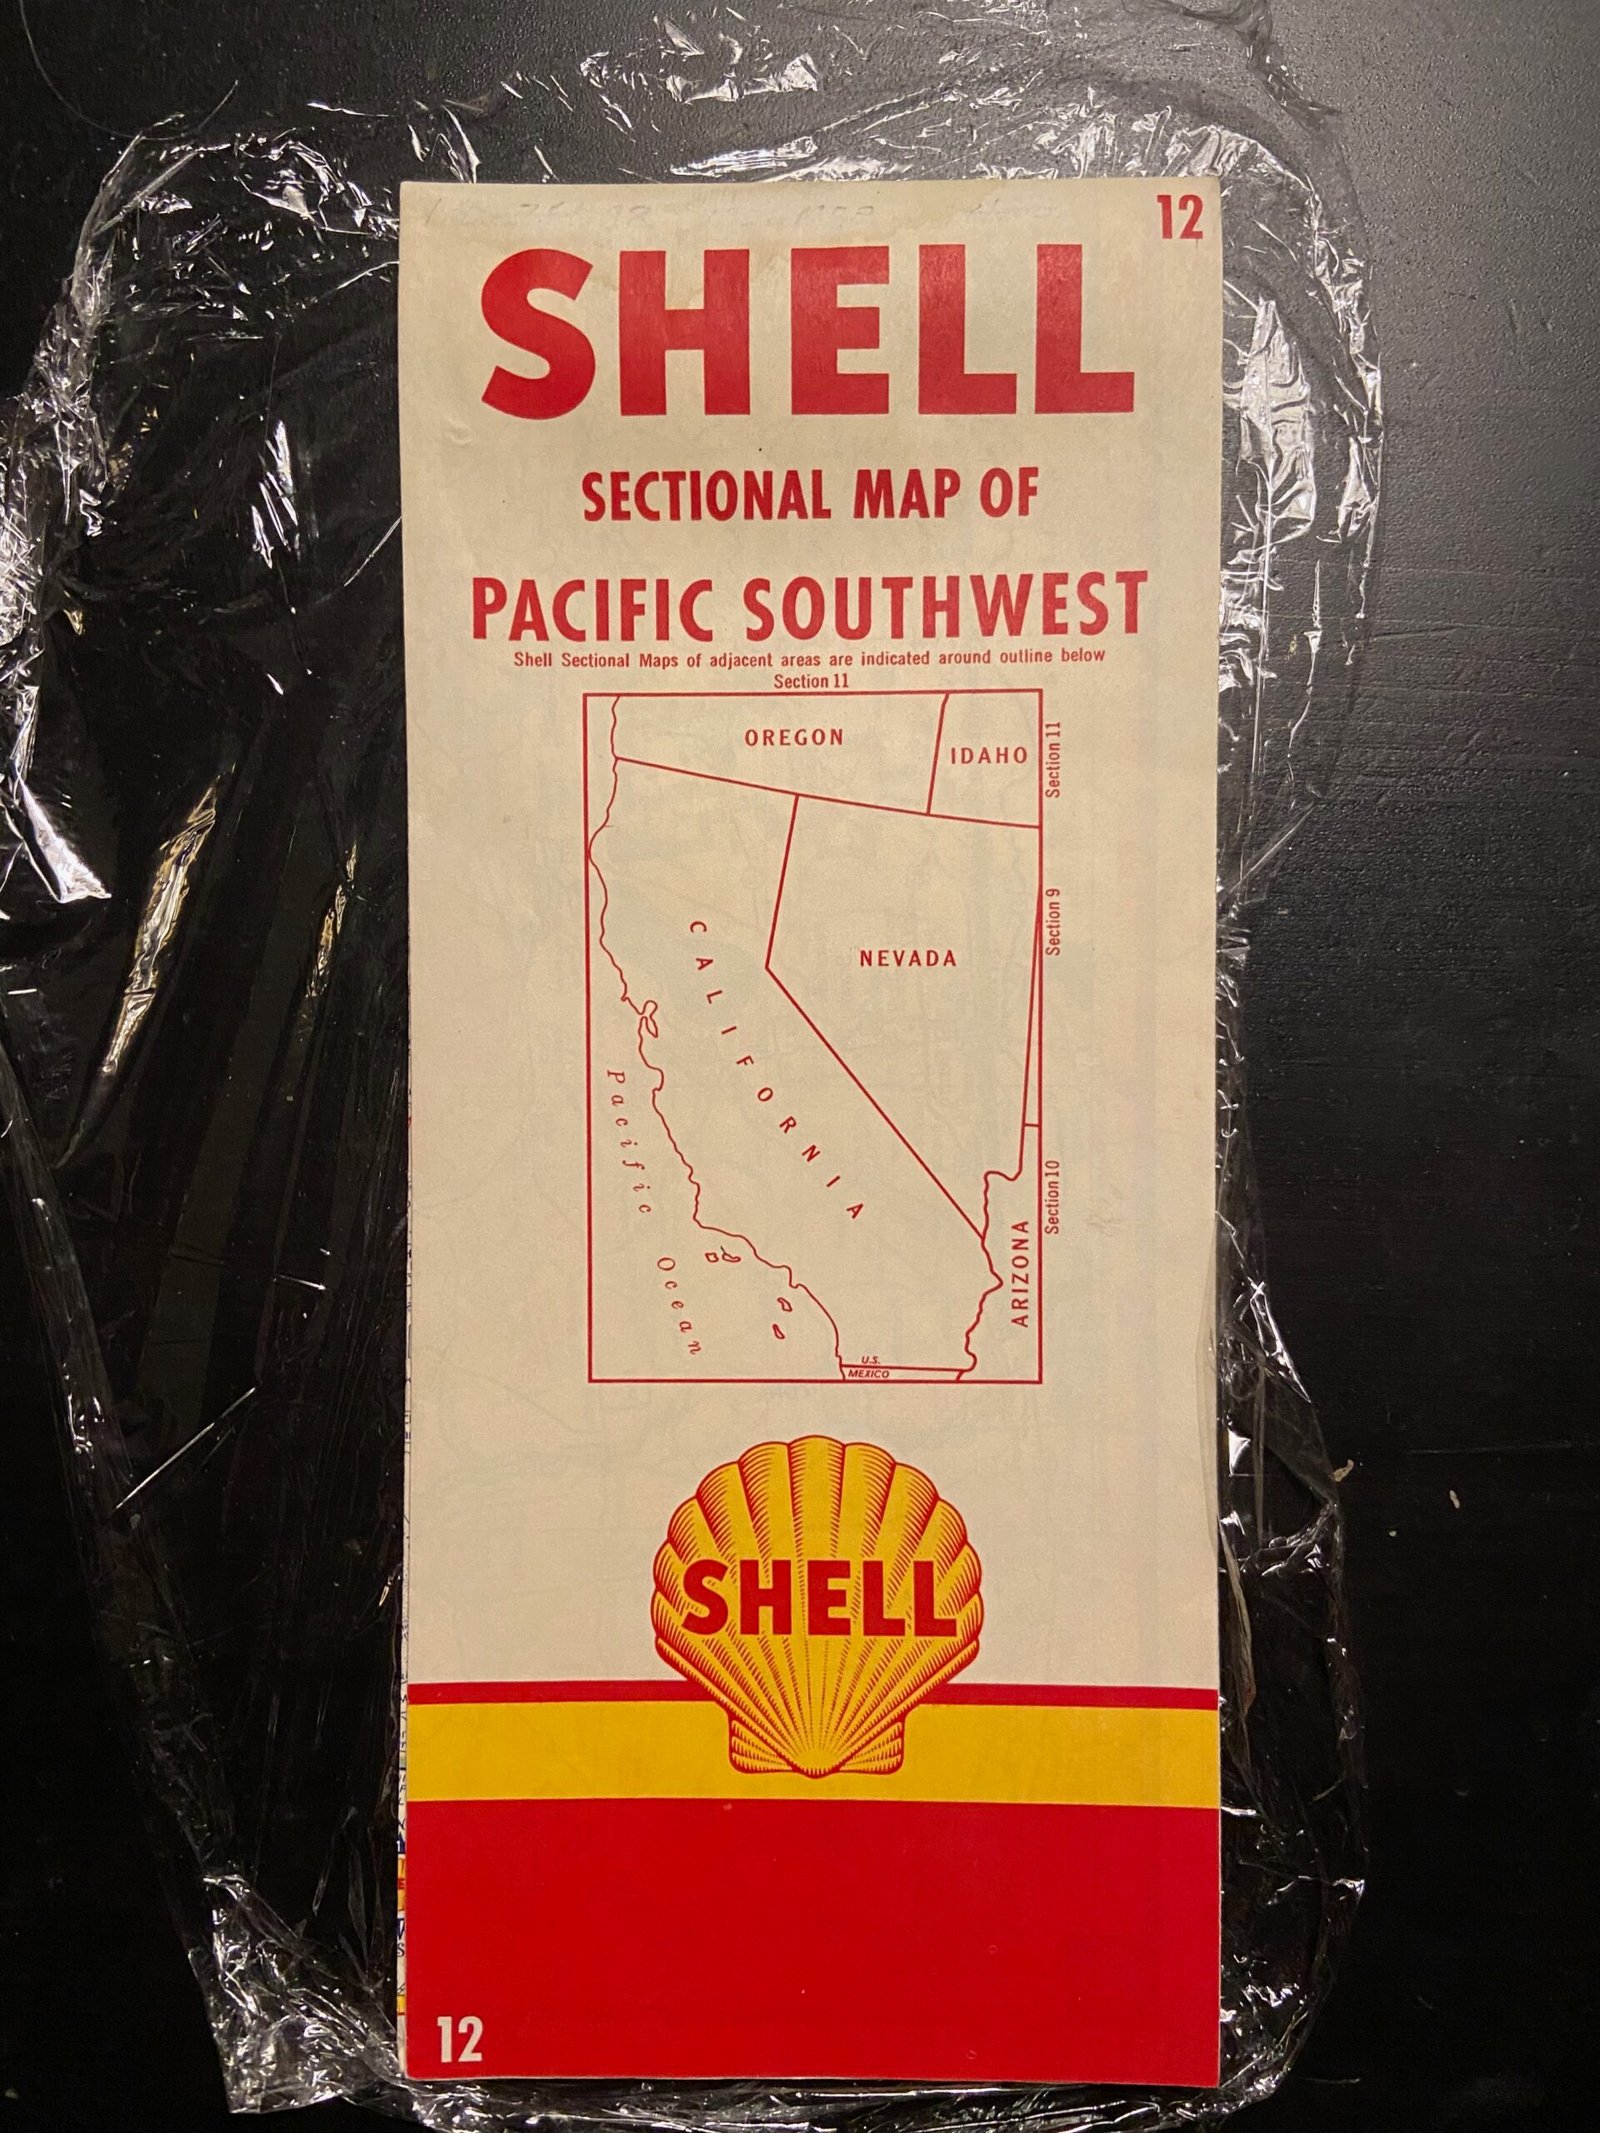 12
SHELL
SECTIONAL MAP OF
PACIFIC SOUTHWEST
Shell Sectional Maps of adjacent areas are indicated around outline below
Section 11
OREGON
IDAHO
Section 11
Section 9
NEVADA
CALIFORNIA
Pacific Ocean
Section 10
ARIZONA
U.S.
MEXICO
SHELL
12